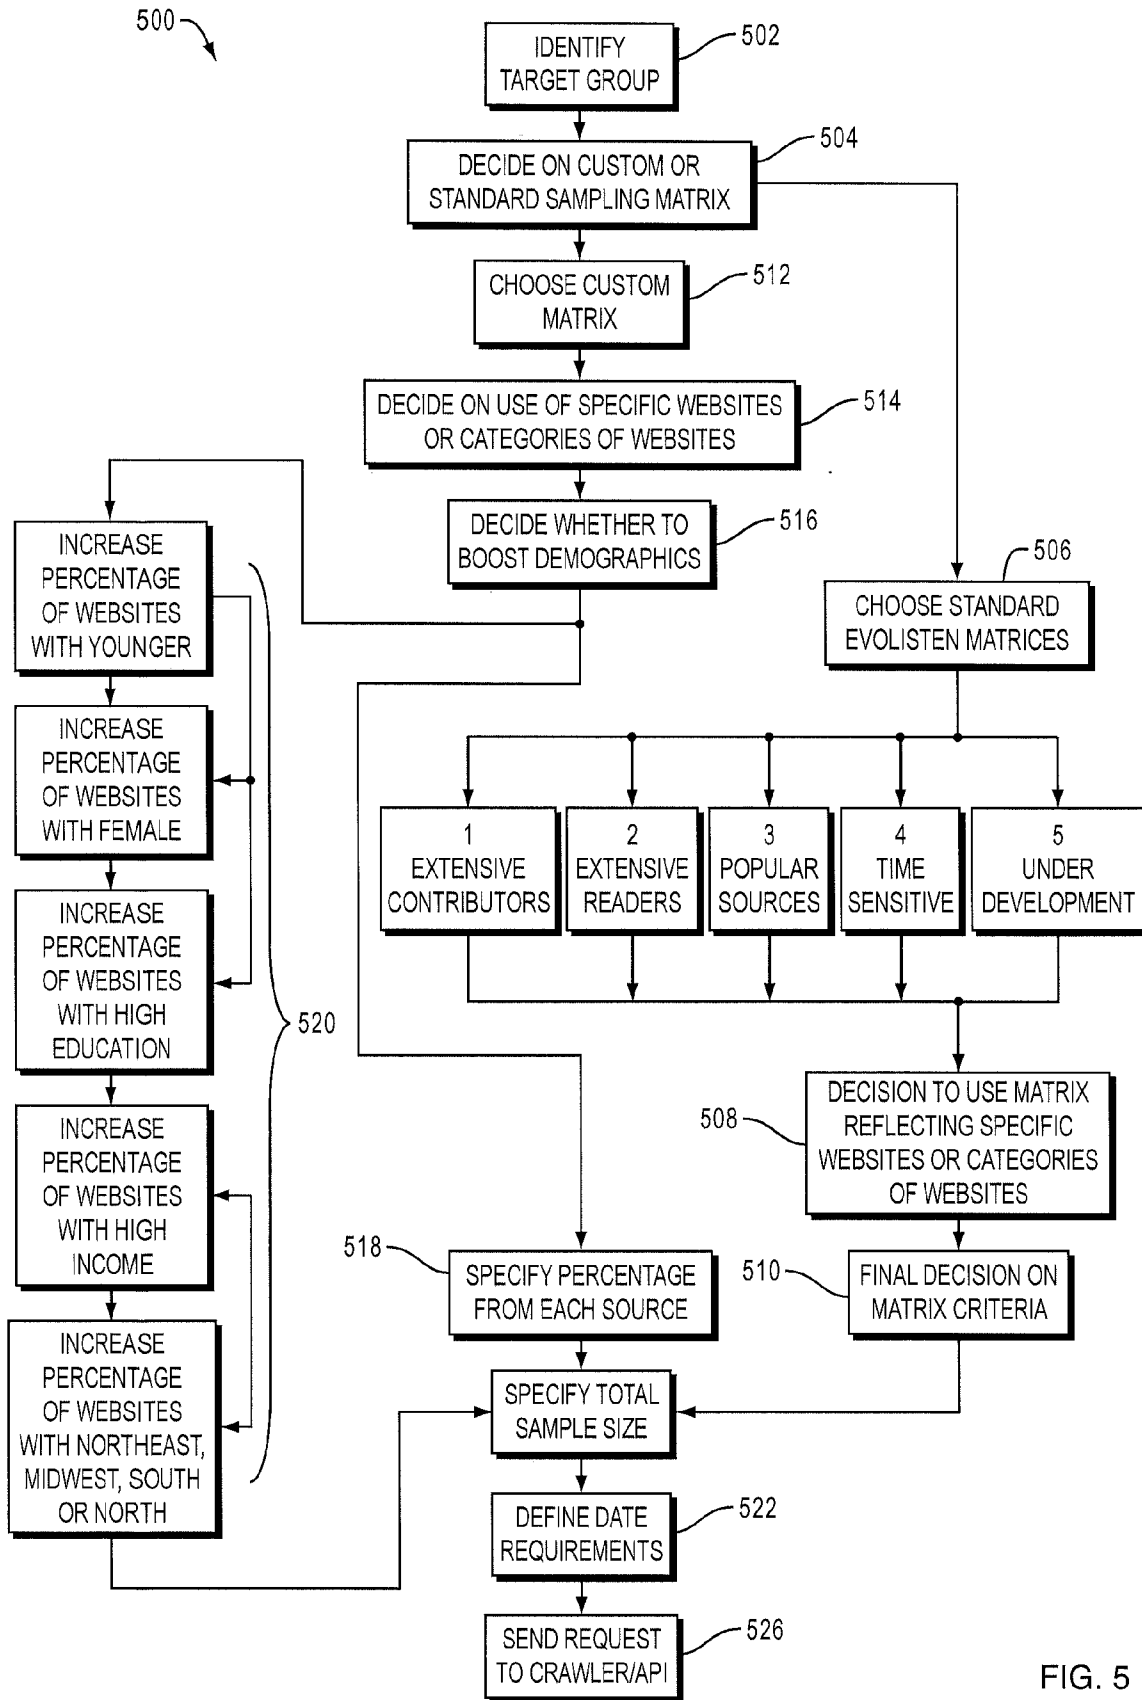 500
IDENTIFY
TARGET GROUP
502
DECIDE ON CUSTOM OR
STANDARD SAMPLING MATRIX
504
CHOOSE CUSTOM
MATRIX
512
DECIDE ON USE OF SPECIFIC WEBSITES
OR CATEGORIES OF WEBSITES
514
DECIDE WHETHER TO
BOOST DEMOGRAPHICS
516
506
CHOOSE STANDARD
EVOLISTEN MATRICES
INCREASE
PERCENTAGE
OF WEBSITES
WITH YOUNGER
INCREASE
PERCENTAGE
OF WEBSITES
WITH FEMALE
INCREASE
PERCENTAGE
OF WEBSITES
WITH HIGH
EDUCATION
INCREASE
PERCENTAGE
OF WEBSITES
WITH HIGH
INCOME
INCREASE
PERCENTAGE
OF WEBSITES
WITH NORTHEAST,
MIDWEST, SOUTH
OR NORTH
520
1
EXTENSIVE
CONTRIBUTORS
2
EXTENSIVE
READERS
3
POPULAR
SOURCES
4
TIME
SENSITIVE
5
UNDER
DEVELOPMENT
508
DECISION TO USE MATRIX
REFLECTING SPECIFIC
WEBSITES OR CATEGORIES
OF WEBSITES
518
SPECIFY PERCENTAGE
FROM EACH SOURCE
510
FINAL DECISION ON
MATRIX CRITERIA
SPECIFY TOTAL
SAMPLE SIZE
DEFINE DATE
REQUIREMENTS
522
SEND REQUEST
TO CRAWLER/API
526
FIG. 5